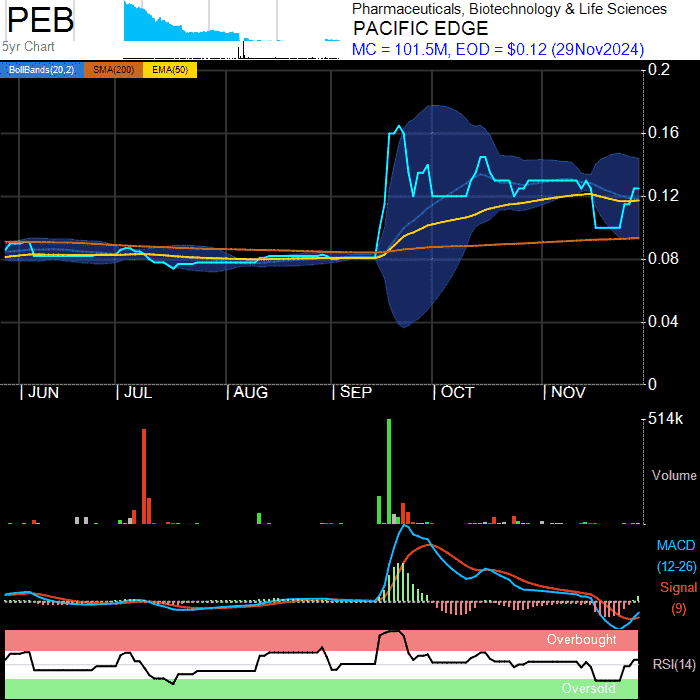 PEB
5yr Chart
Pharmaceuticals, Biotechnology & Life Sciences
PACIFIC EDGE
MC = 101.5M, EOD = $0.12 (29Nov2024)
BollBands(20,2) SMA(200) EMA(50)
0.2
0.16
0.12
0.08
0.04
0
JUN JUL AUG SEP OCT NOV
514k
Volume
MACD
(12-26)
Signal
(9)
Overbought
RSI(14)
Oversold